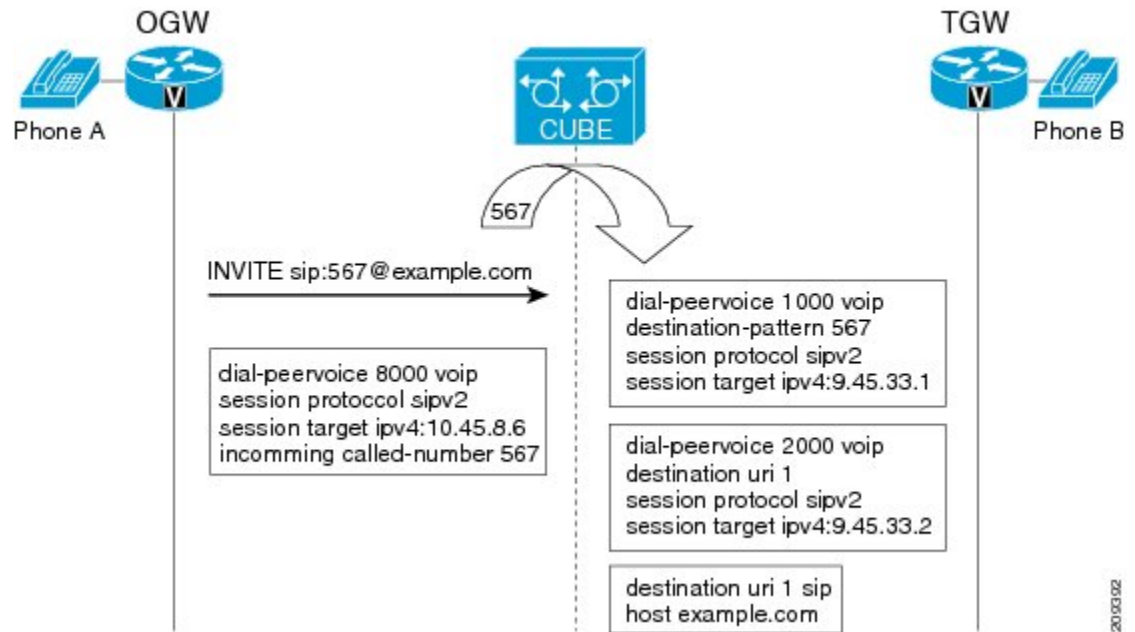 OGW
TGW
V
V
Phone A
CUBE
Phone B
567
INVITE sip:567@example.com
dial-peervoice 8000 voip
session protoccol sipv2
session target ipv4:10.45.8.6
incomming called-number 567
dial-peervoice 1000 voip
destination-pattern 567
session protocol sipv2
session target ipv4:9.45.33.1
dial-peervoice 2000 voip
destination uri 1
session protocol sipv2
session target ipv4:9.45.33.2
destination uri 1 sip
host example.com
209392